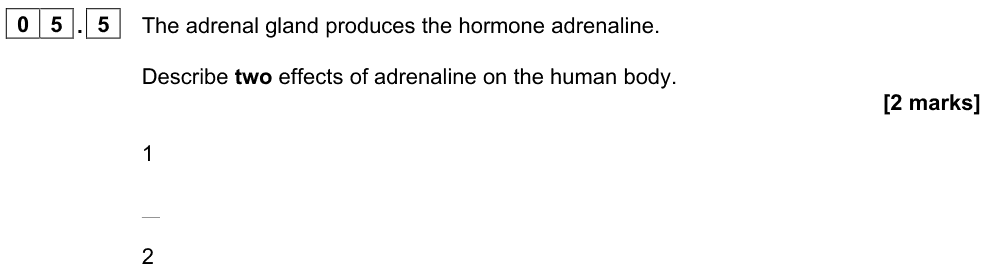 0 5 . 5 The adrenal gland produces the hormone adrenaline.
Describe two effects of adrenaline on the human body.
[2 marks]
1
2